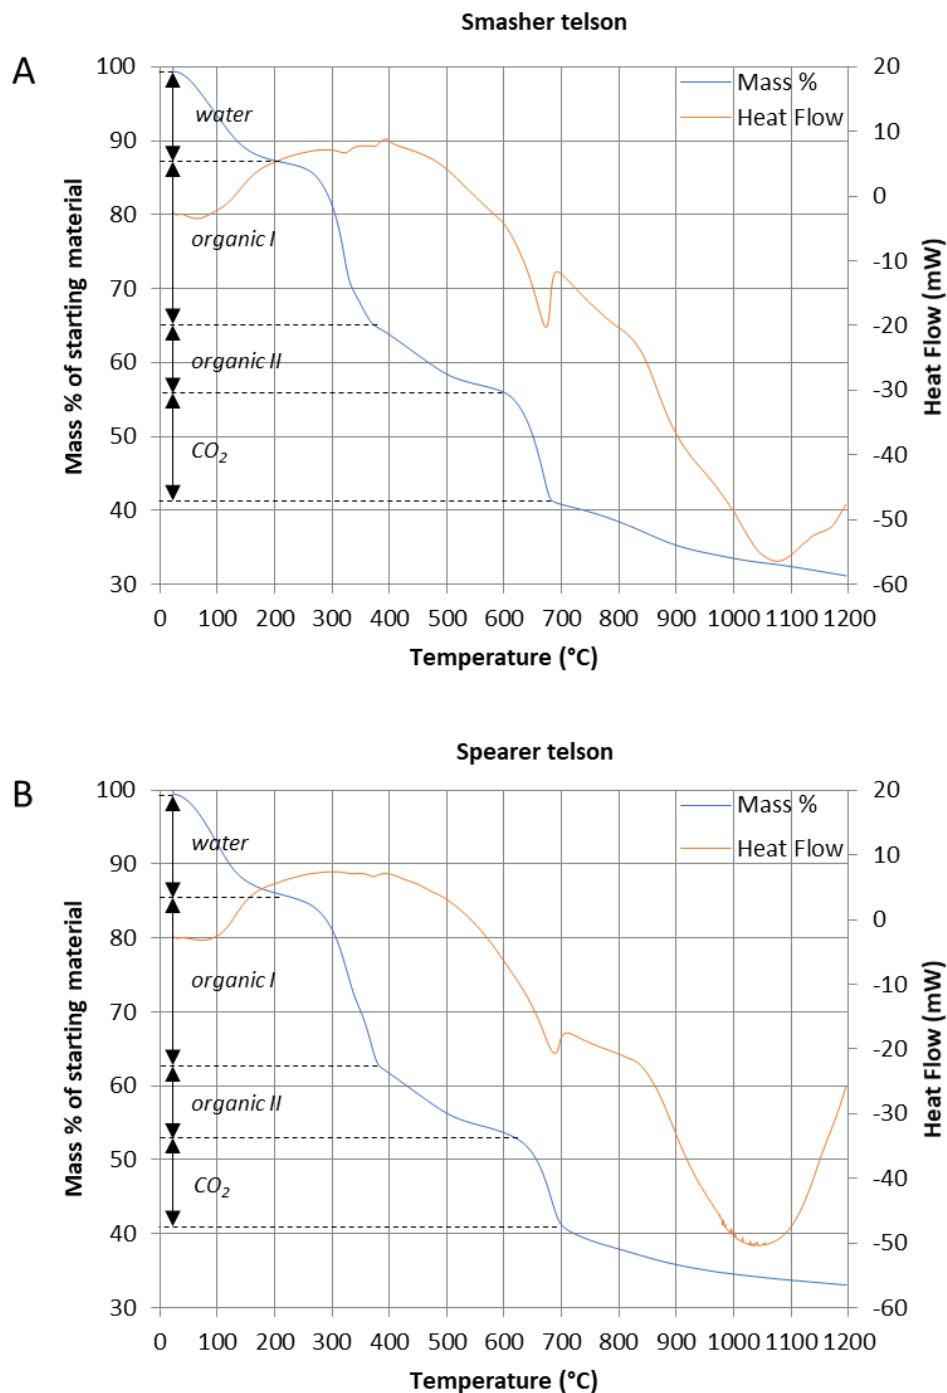 Smasher telson
A
Mass %
Heat Flow
water
organic I
organic II
CO2
100
90
80
70
60
50
40
30
Mass % of starting material
20
10
0
-10
-20
-30
-40
-50
-60
Heat Flow (mW)
0 100 200 300 400 500 600 700 800 900 1000 1100 1200
Temperature (°C)
Spearer telson
B
Mass %
Heat Flow
water
organic I
organic II
CO2
100
90
80
70
60
50
40
30
Mass % of starting material
20
10
0
-10
-20
-30
-40
-50
-60
Heat Flow (mW)
0 100 200 300 400 500 600 700 800 900 1000 1100 1200
Temperature (°C)